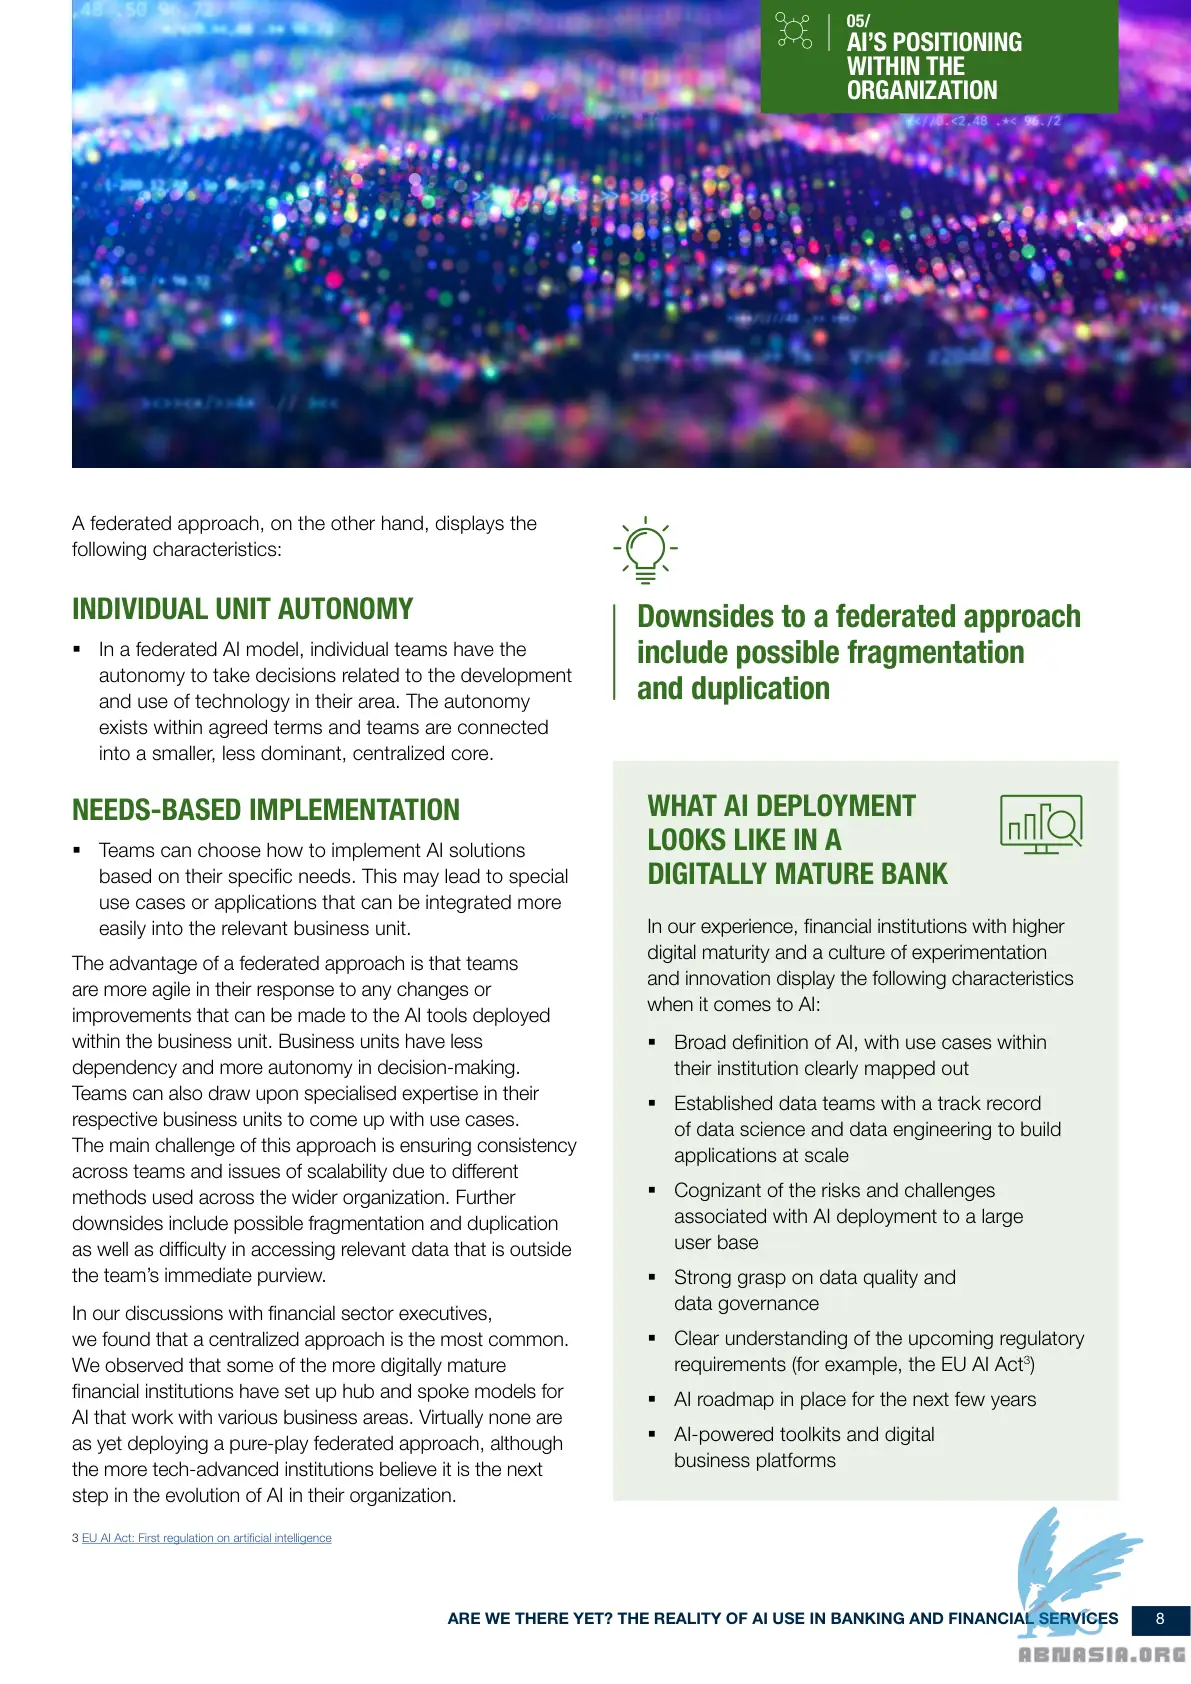 05/
AI'S POSITIONING
WITHIN THE
ORGANIZATION
A federated approach, on the other hand, displays the
following characteristics:
INDIVIDUAL UNIT AUTONOMY
▪ In a federated AI model, individual teams have the
autonomy to take decisions related to the development
and use of technology in their area. The autonomy
exists within agreed terms and teams are connected
into a smaller, less dominant, centralized core.
NEEDS-BASED IMPLEMENTATION
▪ Teams can choose how to implement AI solutions
based on their specific needs. This may lead to special
use cases or applications that can be integrated more
easily into the relevant business unit.
The advantage of a federated approach is that teams
are more agile in their response to any changes or
improvements that can be made to the AI tools deployed
within the business unit. Business units have less
dependency and more autonomy in decision-making.
Teams can also draw upon specialised expertise in their
respective business units to come up with use cases.
The main challenge of this approach is ensuring consistency
across teams and issues of scalability due to different
methods used across the wider organization. Further
downsides include possible fragmentation and duplication
as well as difficulty in accessing relevant data that is outside
the team's immediate purview.
In our discussions with financial sector executives,
we found that a centralized approach is the most common.
We observed that some of the more digitally mature
financial institutions have set up hub and spoke models for
AI that work with various business areas. Virtually none are
as yet deploying a pure-play federated approach, although
the more tech-advanced institutions believe it is the next
step in the evolution of AI in their organization.
3 EU AI Act: First regulation on artificial intelligence
Downsides to a federated approach
include possible fragmentation
and duplication
WHAT AI DEPLOYMENT
LOOKS LIKE IN A
DIGITALLY MATURE BANK
In our experience, financial institutions with higher
digital maturity and a culture of experimentation
and innovation display the following characteristics
when it comes to AI:
▪ Broad definition of AI, with use cases within
their institution clearly mapped out
▪ Established data teams with a track record
of data science and data engineering to build
applications at scale
▪ Cognizant of the risks and challenges
associated with AI deployment to a large
user base
▪ Strong grasp on data quality and
data governance
▪ Clear understanding of the upcoming regulatory
requirements (for example, the EU AI Act³)
▪ AI roadmap in place for the next few years
▪ AI-powered toolkits and digital
business platforms
ARE WE THERE YET? THE REALITY OF AI USE IN BANKING AND FINANCIAL SERVICES
8
ABNASIA.ORG